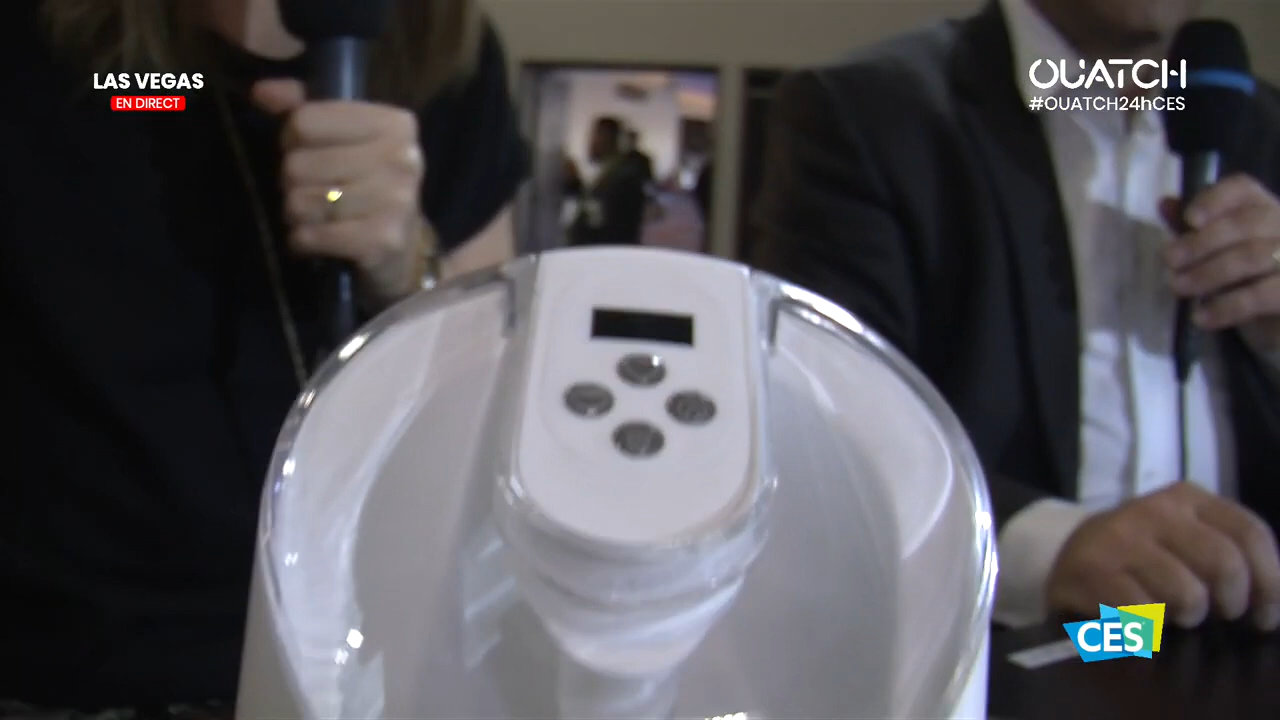 LAS VEGAS
EN DIRECT
OUATCH
#OUATCH24hCES
CES